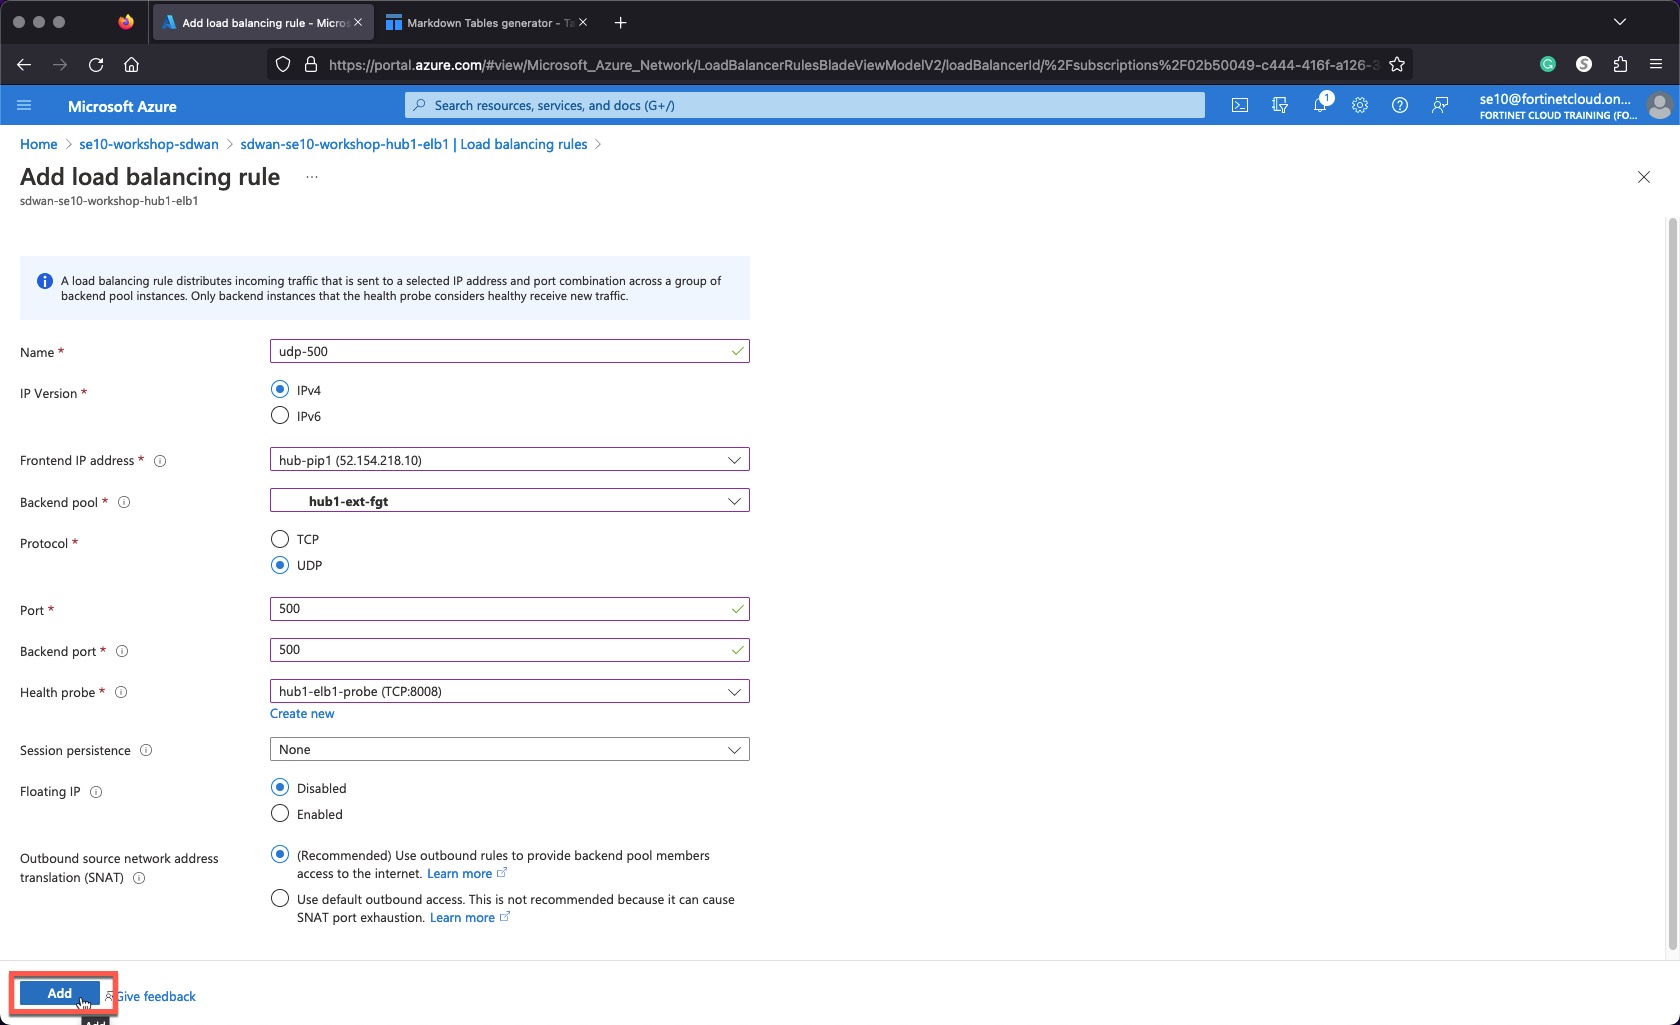 Add load balancing rule - Micros
Markdown Tables generator - Ta
https://portal.azure.com/#view/Microsoft_Azure_Network/LoadBalancerRulesBladeViewModelV2/loadBalancerId/%2Fsubscriptions%2F02b50049-c444-416f-a126-3
Microsoft Azure
Search resources, services, and docs (G+/)
1
se10@fortinetcloud.on...
FORTINET CLOUD TRAINING (FO...
Home > se10-workshop-sdwan > sdwan-se10-workshop-hub1-elb1 | Load balancing rules >
Add load balancing rule ...
sdwan-se10-workshop-hub1-elb1
A load balancing rule distributes incoming traffic that is sent to a selected IP address and port combination across a group of
backend pool instances. Only backend instances that the health probe considers healthy receive new traffic.
Name * udp-500
IP Version * IPv4
IPv6
Frontend IP address * hub-pip1 (52.154.218.10)
Backend pool * hub1-ext-fgt
Protocol * TCP
UDP
Port * 500
Backend port * 500
Health probe * hub1-elb1-probe (TCP:8008)
Create new
Session persistence None
Floating IP Disabled
Enabled
Outbound source network address
translation (SNAT)
(Recommended) Use outbound rules to provide backend pool members
access to the internet. Learn more
Use default outbound access. This is not recommended because it can cause
SNAT port exhaustion. Learn more
Add
Give feedback
Add